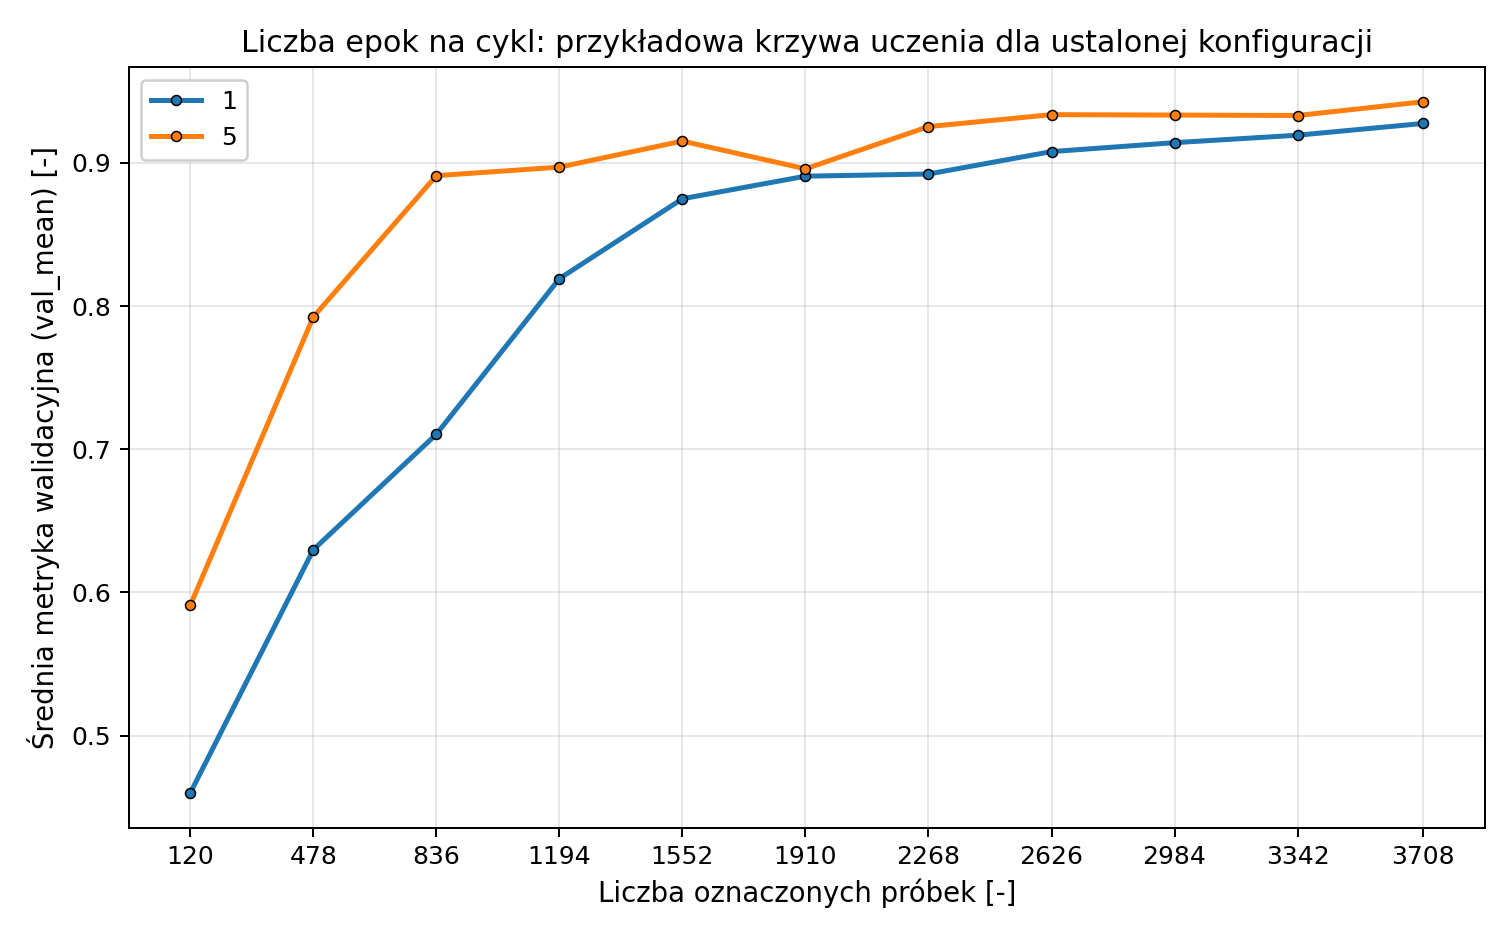 Liczba epok na cykl: przykładowa krzywa uczenia dla ustalonej konfiguracji
1
5
Średnia metryka walidacyjna (val_mean) [-]
0.9
0.8
0.7
0.6
0.5
120 478 836 1194 1552 1910 2268 2626 2984 3342 3708
Liczba oznaczonych próbek [-]